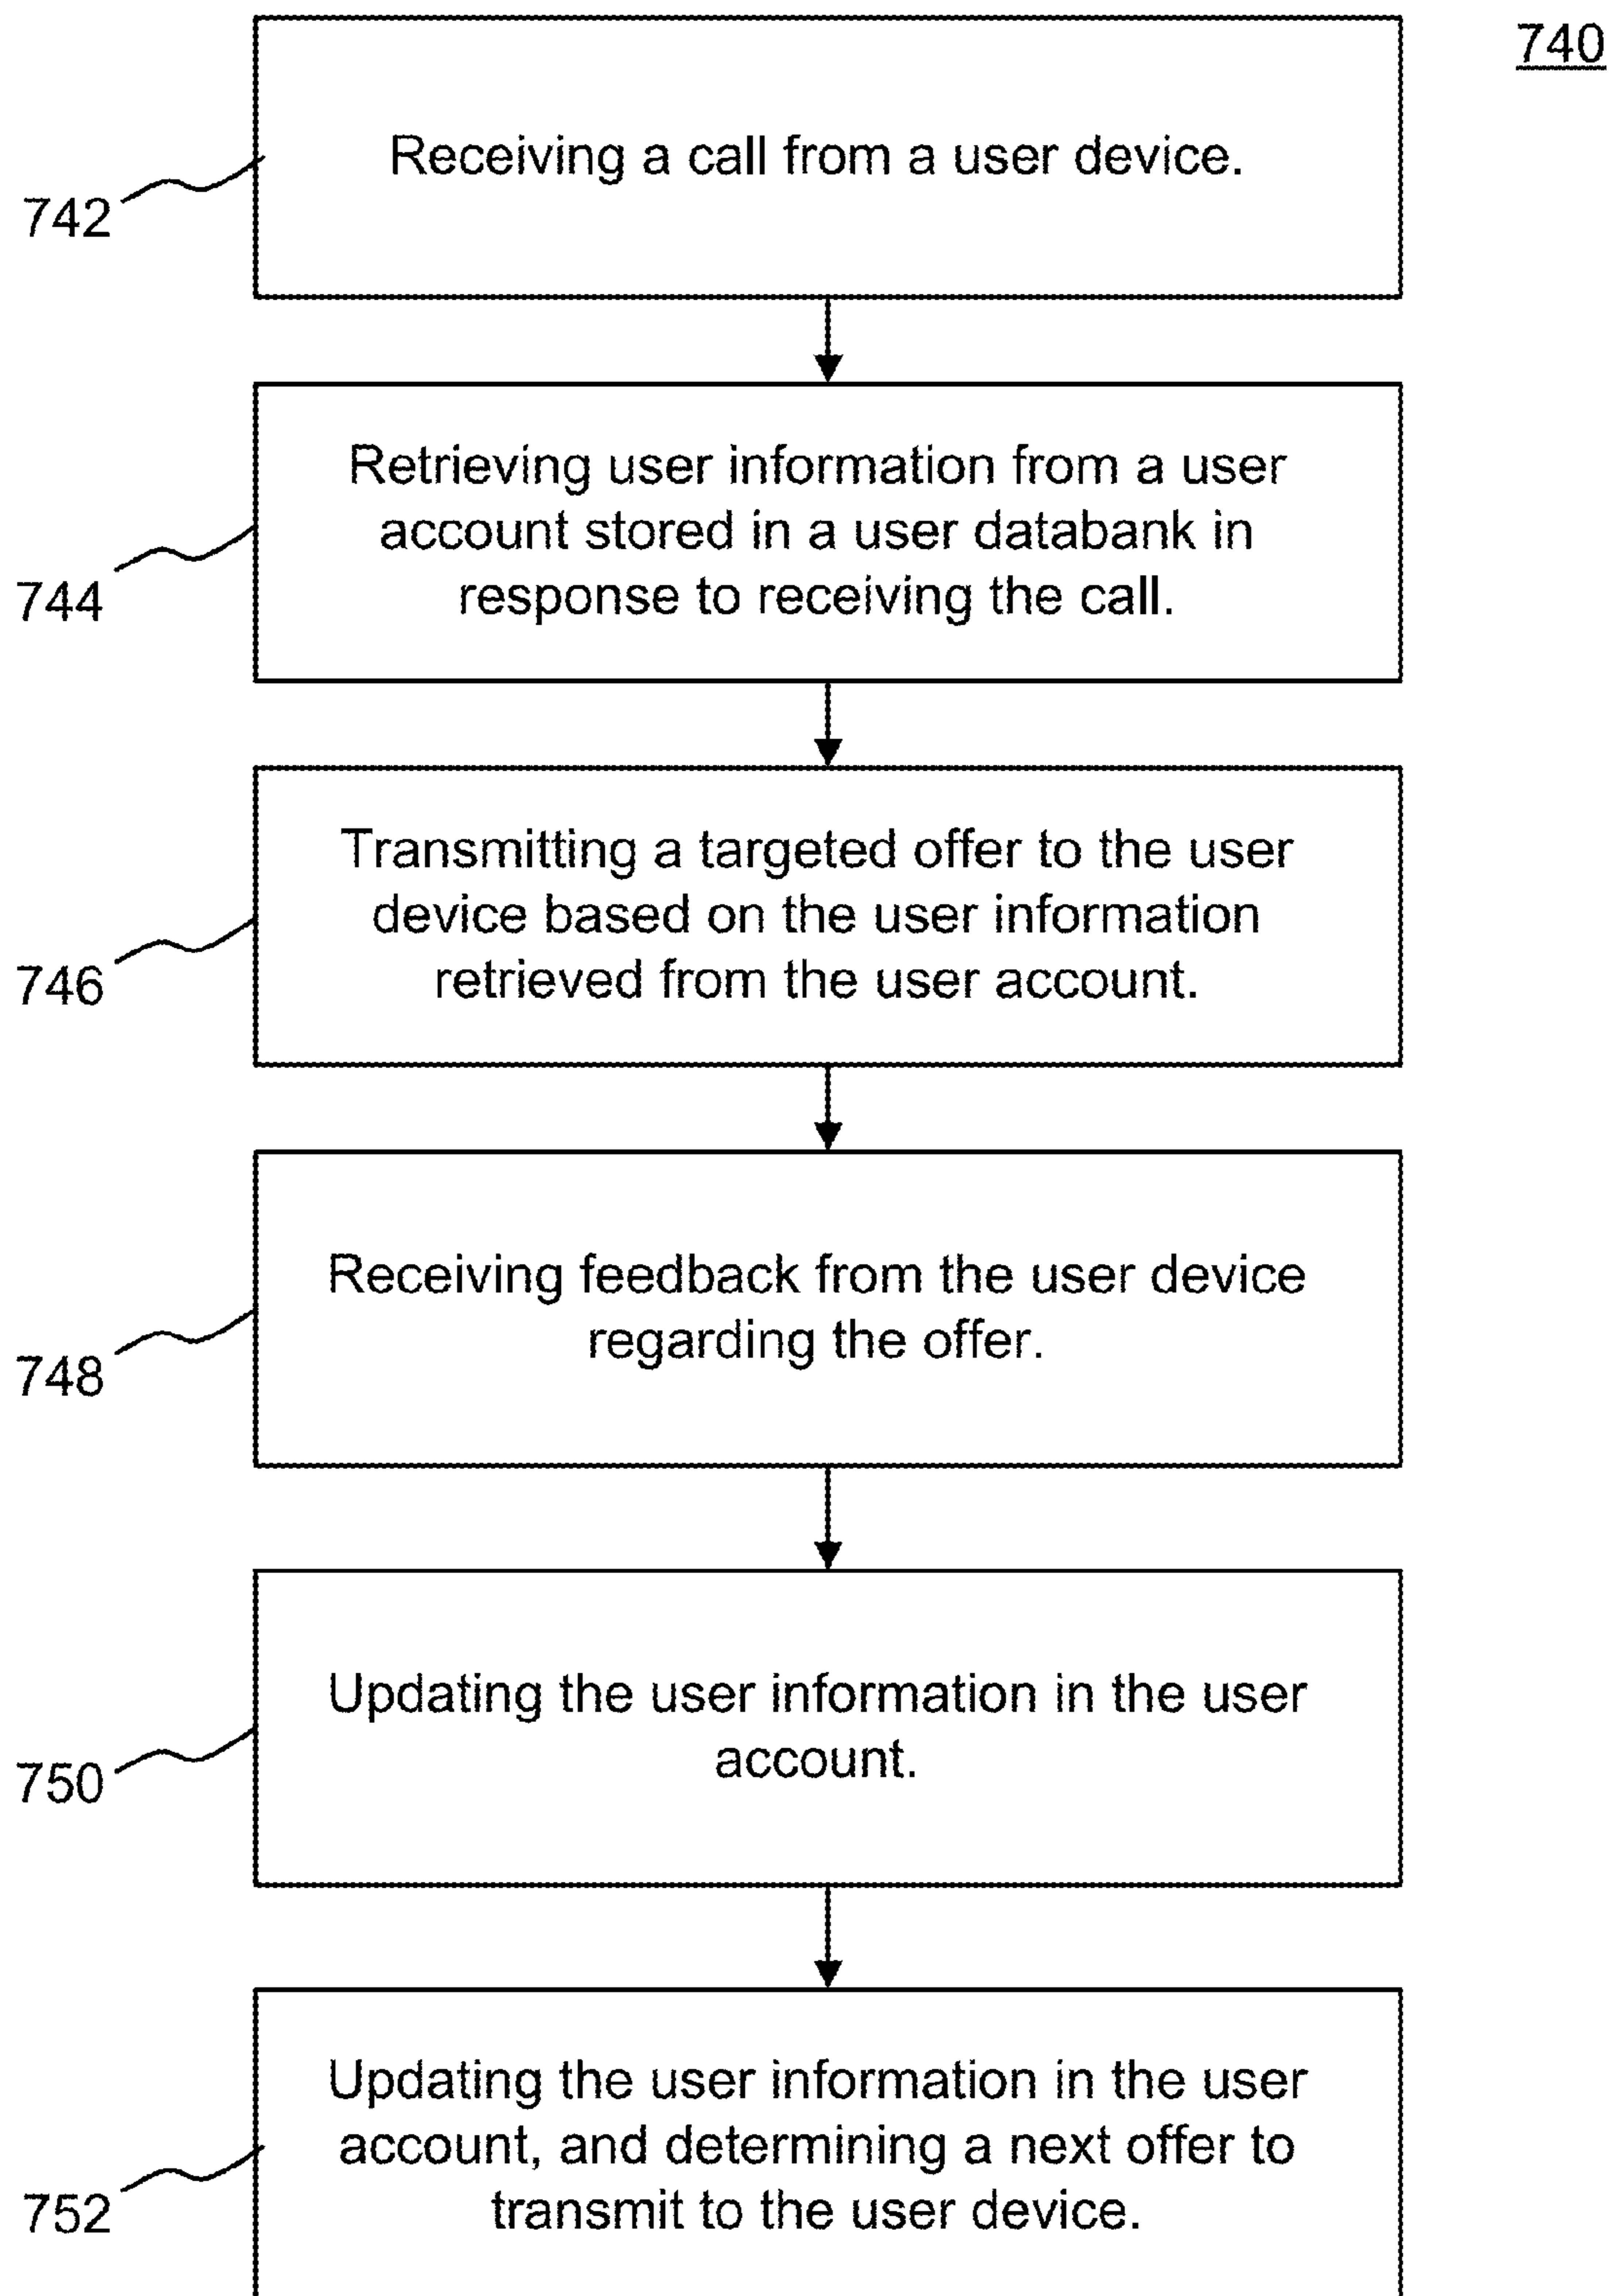 740
Receiving a call from a user device.
742
Retrieving user information from a user
account stored in a user databank in
response to receiving the call.
744
Transmitting a targeted offer to the user
device based on the user information
retrieved from the user account.
746
Receiving feedback from the user device
regarding the offer.
748
Updating the user information in the user
account.
750
Updating the user information in the user
account, and determining a next offer to
transmit to the user device.
752